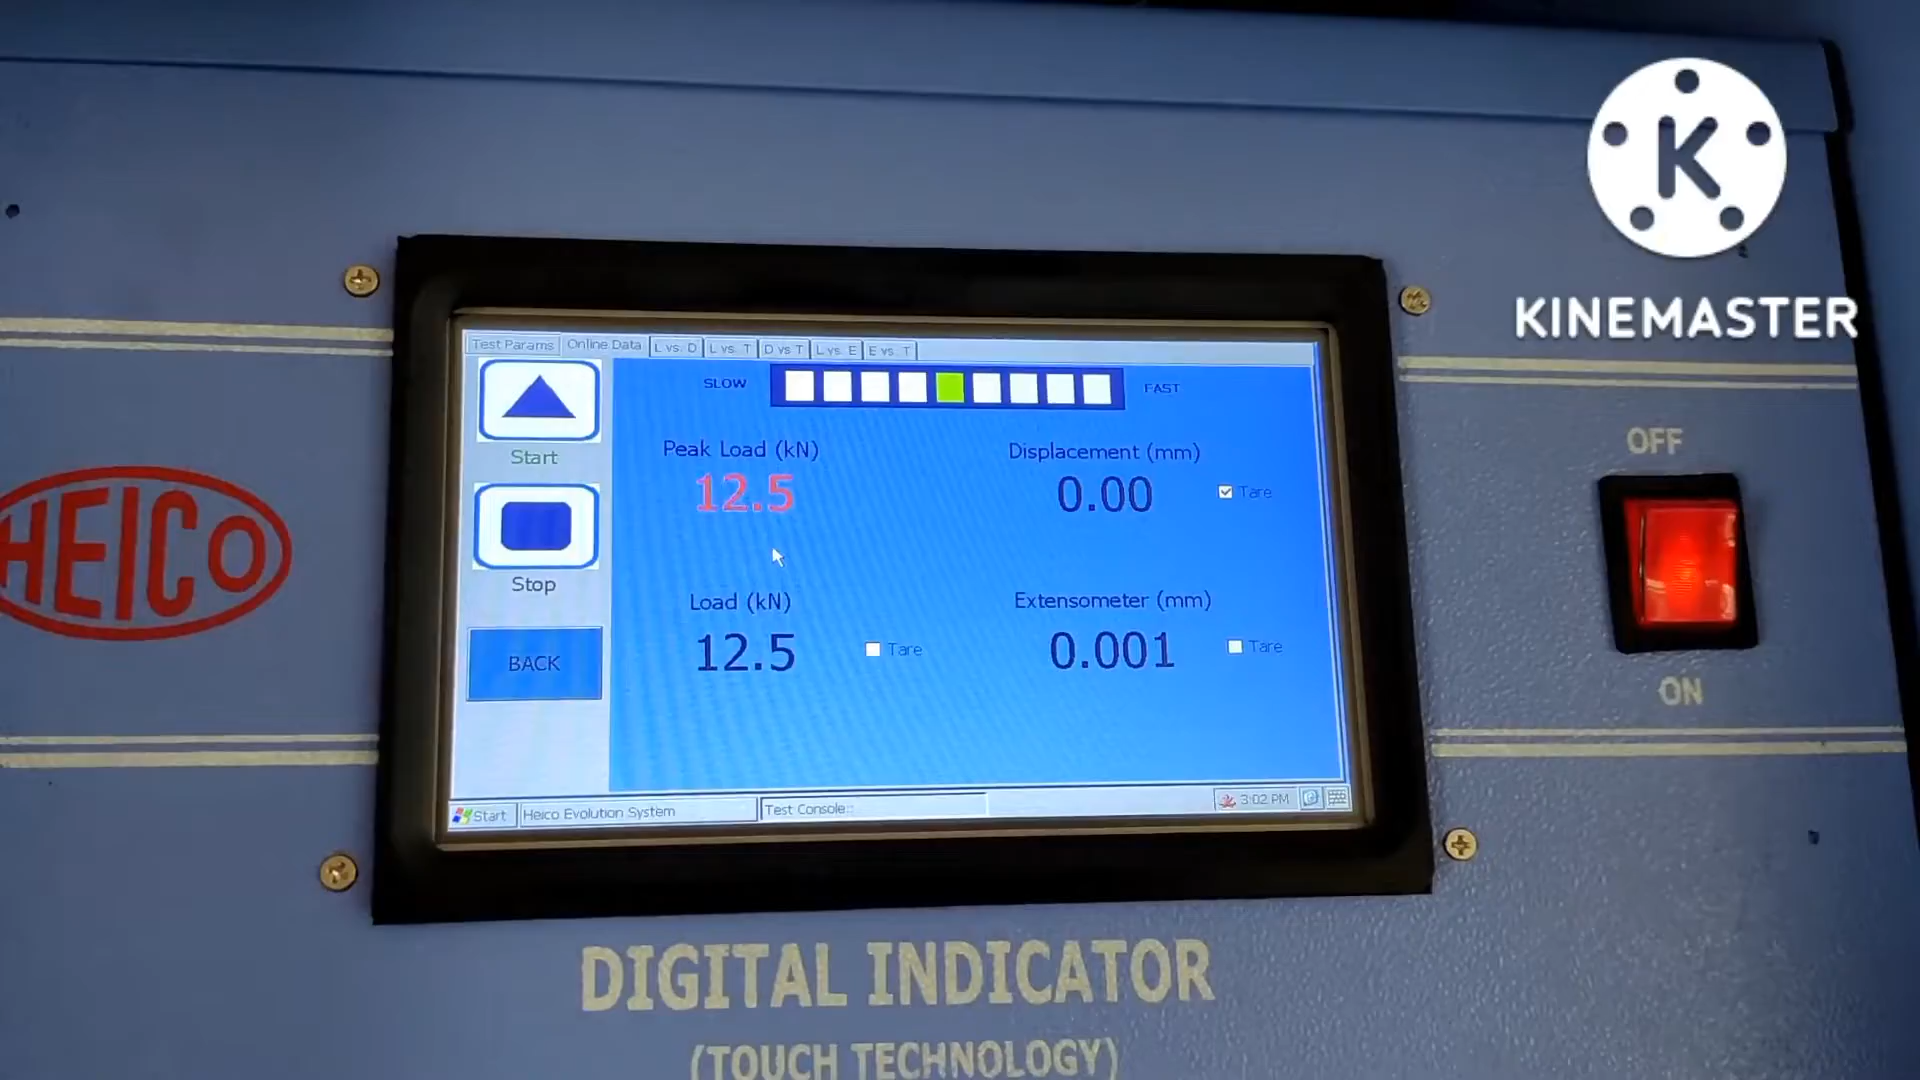 K
KINEMASTER
Test Params Online Data L vs. D L vs. T D vs T L vs. E E vs. T
SLOW FAST
Start
Peak Load (kN) Displacement (mm)
12.5 0.00 Tare
Stop
Load (kN) Extensometer (mm)
12.5 Tare 0.001 Tare
BACK
Start Heico Evolution System Test Console:: 3:02 PM
HEICO
OFF
ON
DIGITAL INDICATOR
(TOUCH TECHNOLOGY)